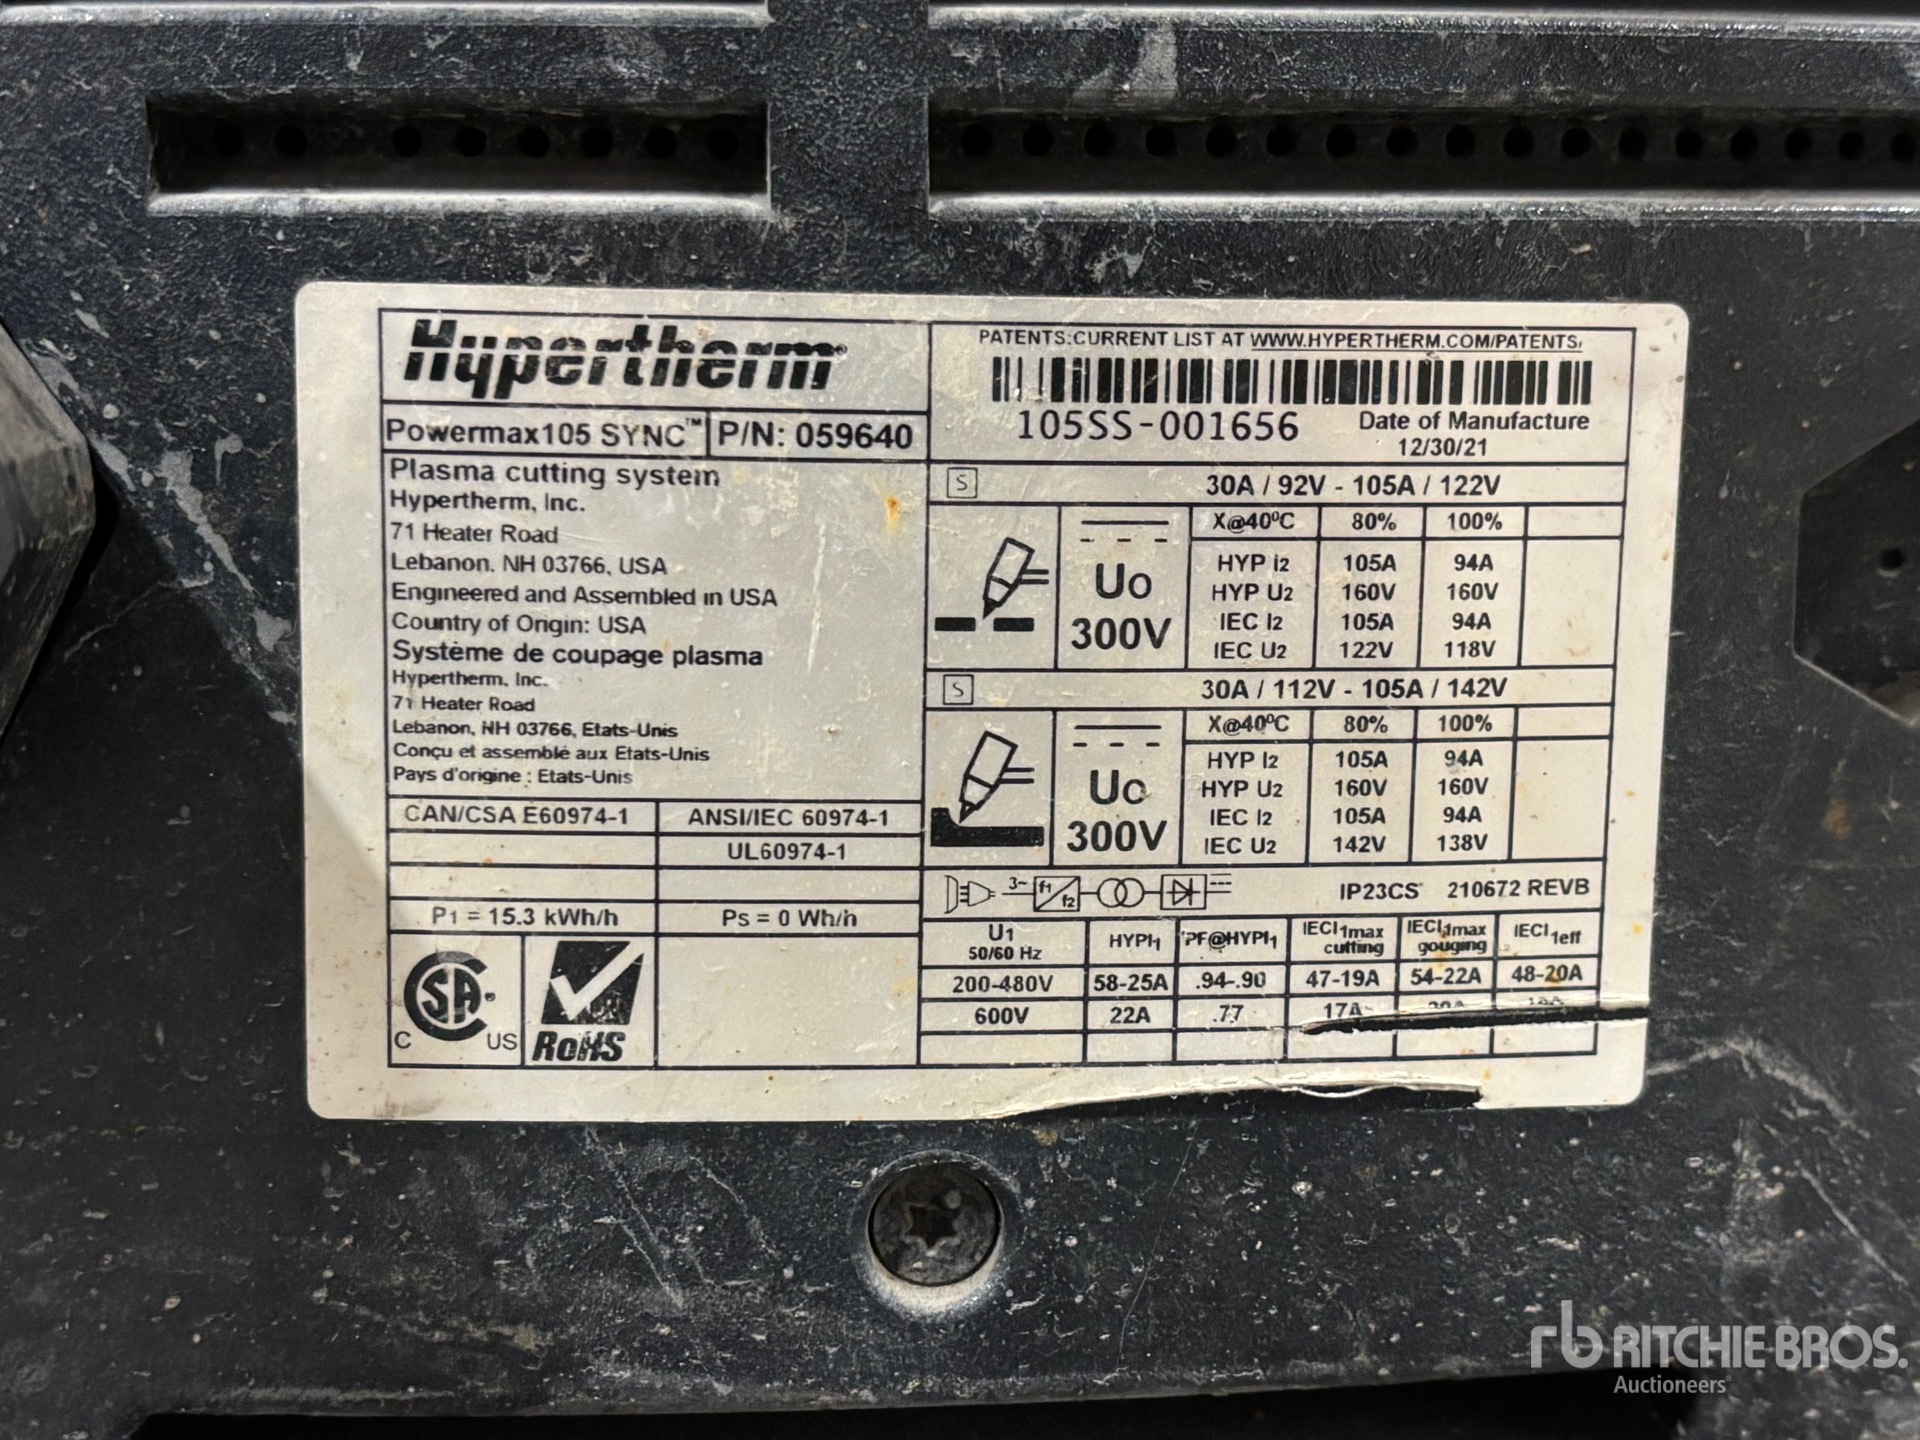 Hypertherm®
Powermax105 SYNC™ P/N: 059640
Plasma cutting system
Hypertherm, Inc.
71 Heater Road
Lebanon, NH 03766, USA
Engineered and Assembled in USA
Country of Origin: USA
Système de coupage plasma
Hypertherm, Inc.
71 Heater Road
Lebanon, NH 03766, Etats-Unis
Conçu et assemblé aux Etats-Unis
Pays d'origine : Etats-Unis
CAN/CSA E60974-1 ANSI/IEC 60974-1
UL60974-1
P1 = 15.3 kWh/h Ps = 0 Wh/h
C SA® US RoHS
PATENTS:CURRENT LIST AT WWW.HYPERTHERM.COM/PATENTS/
105SS-001656 Date of Manufacture
12/30/21
S 30A / 92V - 105A / 122V
X@40°C 80% 100%
Uo
300V
HYP I2 105A 94A
HYP U2 160V 160V
IEC I2 105A 94A
IEC U2 122V 118V
S 30A / 112V - 105A / 142V
X@40°C 80% 100%
Uo
300V
HYP I2 105A 94A
HYP U2 160V 160V
IEC I2 105A 94A
IEC U2 142V 138V
3~ f1 f2 IP23CS 210672 REVB
U1 50/60 Hz HYPI1 PF@HYPI1 IECI1max cutting IECI1max gouging IECI1eff
200-480V 58-25A .94-.90 47-19A 54-22A 48-20A
600V 22A .77 17A
rb RITCHIE BROS.
Auctioneers